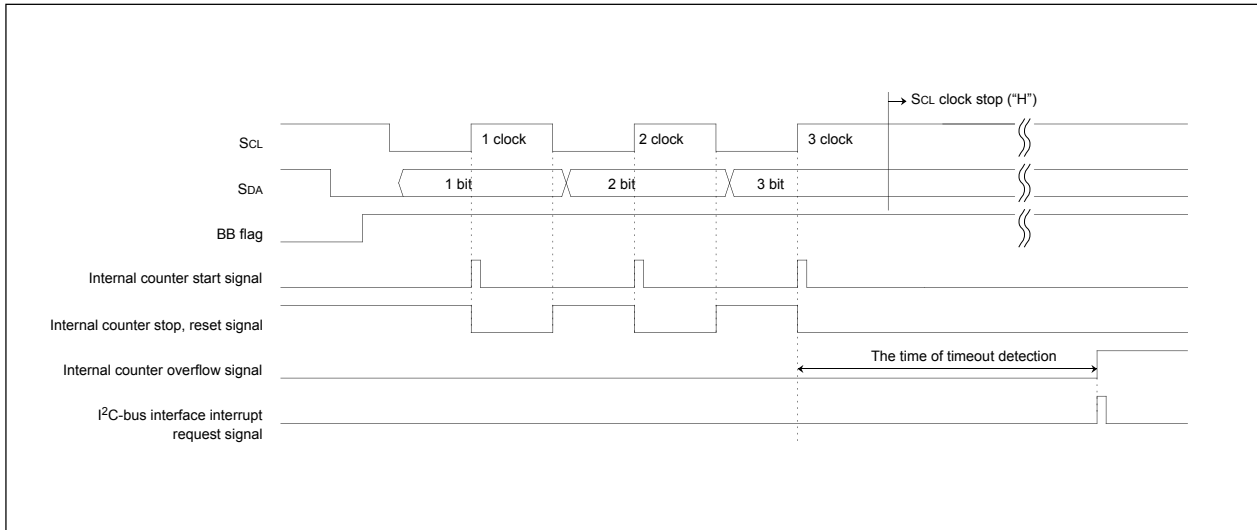 SCL clock stop ("H")
SCL
1 clock
2 clock
3 clock
SDA
1 bit
2 bit
3 bit
BB flag
Internal counter start signal
Internal counter stop, reset signal
The time of timeout detection
Internal counter overflow signal
I²C-bus interface interrupt
request signal